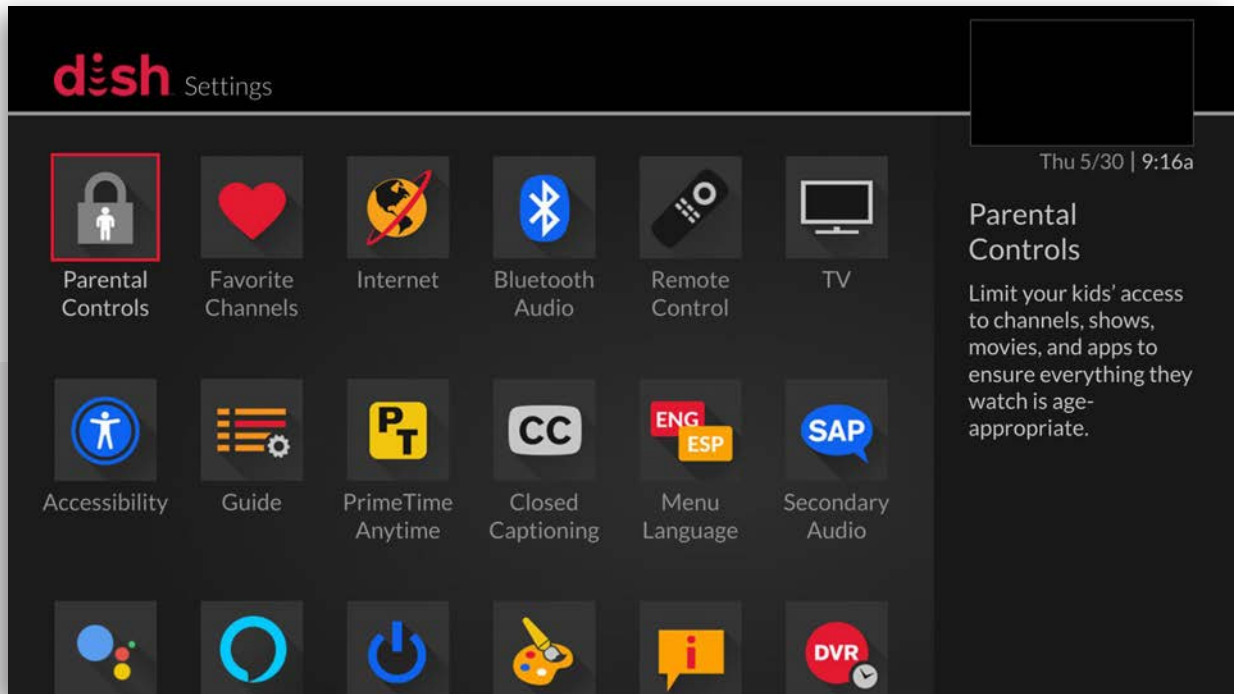 dish Settings
Thu 5/30 | 9:16a
Parental
Controls
Favorite
Channels
Internet
Bluetooth
Audio
Remote
Control
TV
Parental
Controls
Limit your kids' access
to channels, shows,
movies, and apps to
ensure everything they
watch is age-
appropriate.
Accessibility
Guide
PT
PrimeTime
Anytime
CC
Closed
Captioning
ENG
ESP
Menu
Language
SAP
Secondary
Audio
i
DVR